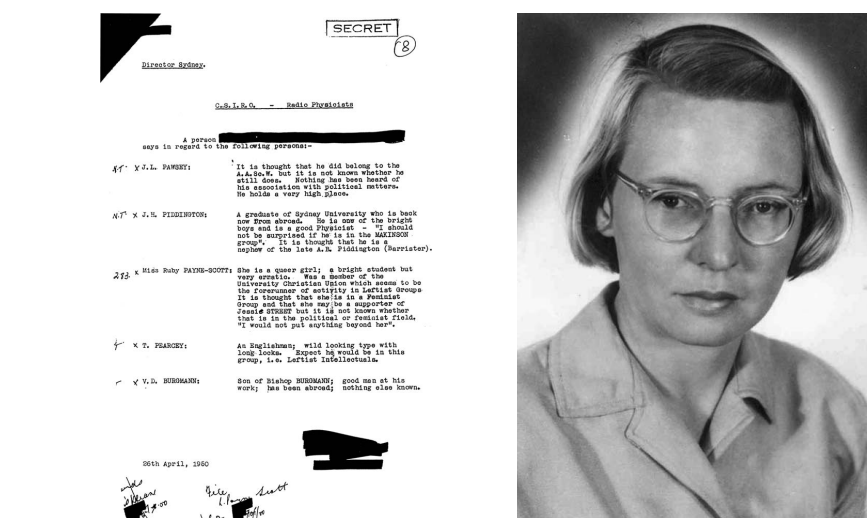 SECRET
8
Director Sydney.
C.S.I.R.O. - Radio Physicists
A person
says in regard to the following persons:-
N.T. X J.L. PAWSEY: It is thought that he did belong to the
A.A.Sc.W. but it is not known whether he
still does. Nothing has been heard of
his association with political matters.
He holds a very high place.
N.T. X J.H. PIDDINGTON: A graduate of Sydney University who is back
now from abroad. He is one of the bright
boys and is a good Physicist - "I should
not be surprised if he is in the MAKINSON
group". It is thought that he is a
nephew of the late A.B. Piddington (Barrister).
283. X Miss Ruby PAYNE-SCOTT: She is a queer girl; a bright student but
very erratic. Was a member of the
University Christian Union which seems to be
the forerunner of activity in Leftist Groups
It is thought that she is in a Feminist
Group and that she may be a supporter of
Jessie STREET but it is not known whether
that is in the political or feminist field.
"I would not put anything beyond her".
X T. PEARCEY: An Englishman; wild looking type with
long locks. Expect he would be in this
group, i.e. Leftist Intellectuals.
X V.D. BURGMANN: Son of Bishop BURGMANN; good man at his
work; has been abroad; nothing else known.
26th April, 1950
File
Scott